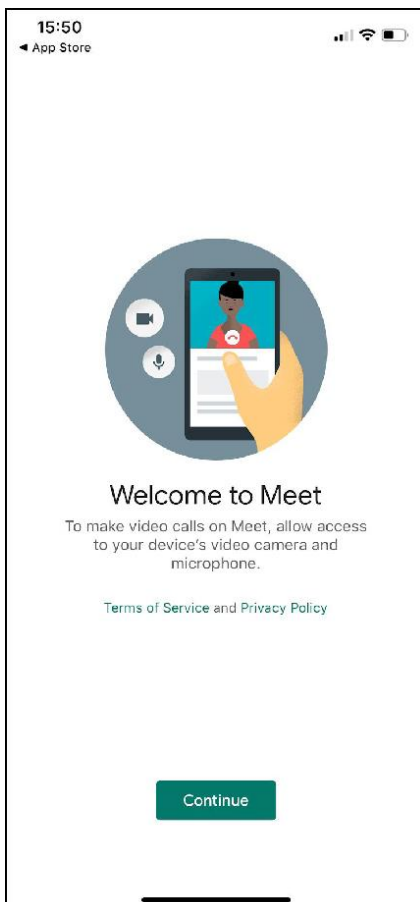 15:50
◀ App Store
Welcome to Meet
To make video calls on Meet, allow access
to your device's video camera and
microphone.
Terms of Service and Privacy Policy
Continue